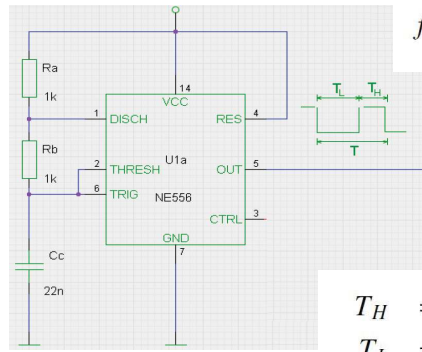 f
Ra
1k
14
VCC
T_L T_H
1 DISCH RES 4
T
Rb
1k
U1a
2 THRESH OUT 5
6 TRIG
NE556
CTRL 3
GND
7
Cc
22n
T_H =
T_L